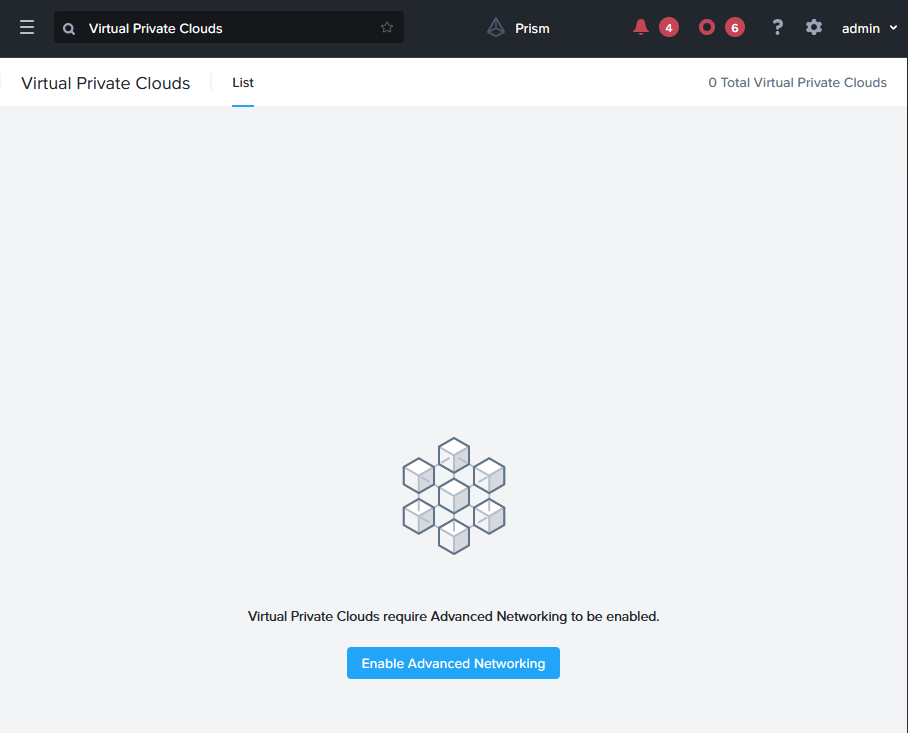 Virtual Private Clouds
Prism
4
6
?
admin
Virtual Private Clouds
List
0 Total Virtual Private Clouds
Virtual Private Clouds require Advanced Networking to be enabled.
Enable Advanced Networking